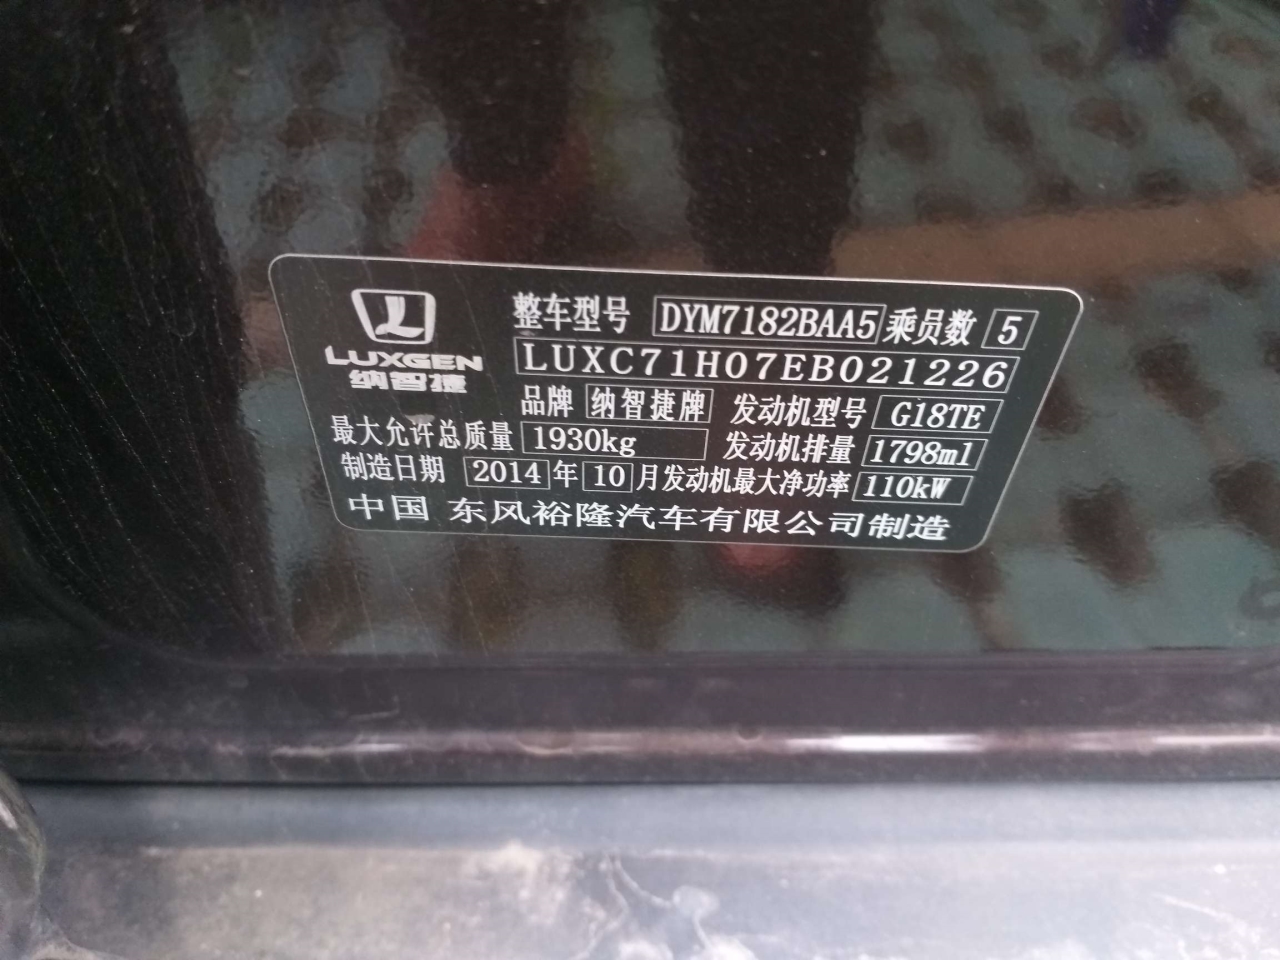 LUXGEN
纳智捷
整车型号 DYM7182BAA5 乘员数 5
LUXC71H07EB021226
品牌 纳智捷牌 发动机型号 G18TE
最大允许总质量 1930kg 发动机排量 1798ml
制造日期 2014 年 10 月 发动机最大净功率 110kW
中国 东风裕隆汽车有限公司制造